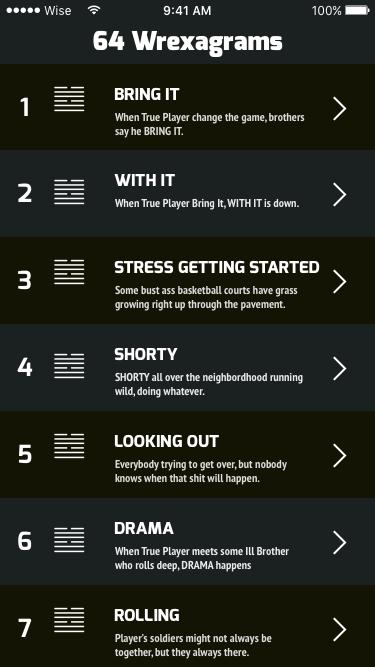 Wise 9:41 AM 100%
64 Wrexagrams
1
BRING IT
When True Player change the game, brothers
say he BRING IT.
2
WITH IT
When True Player Bring It, WITH IT is down.
3
STRESS GETTING STARTED
Some bust ass basketball courts have grass
growing right up through the pavement.
4
SHORTY
SHORTY all over the neighbordhood running
wild, doing whatever.
5
LOOKING OUT
Everybody trying to get over, but nobody
knows when that shit will happen.
6
DRAMA
When True Player meets some Ill Brother
who rolls deep, DRAMA happens
7
ROLLING
Player's soldiers might not always be
together, but they always there.